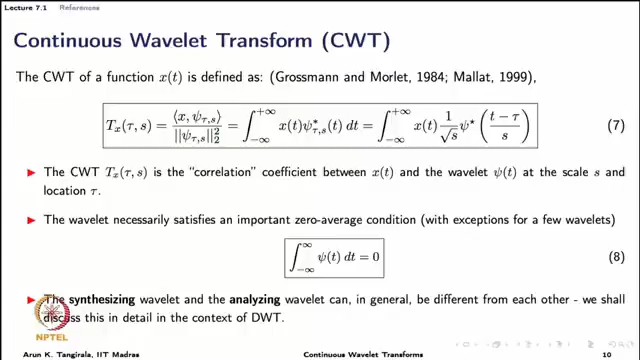 Lecture 7.1 References
Continuous Wavelet Transform (CWT)
The CWT of a function x(t) is defined as: (Grossmann and Morlet, 1984; Mallat, 1999),
T_x(τ, s) = ⟨x, ψ_{τ,s}⟩ / ||ψ_{τ,s}||_2^2 = ∫_{−∞}^{+∞} x(t)ψ^*_{τ,s}(t) dt = ∫_{−∞}^{+∞} x(t) 1/√s ψ^⋆((t − τ)/s) (7)
▶ The CWT T_x(τ, s) is the "correlation" coefficient between x(t) and the wavelet ψ(t) at the scale s and
location τ.
▶ The wavelet necessarily satisfies an important zero-average condition (with exceptions for a few wavelets)
∫_{−∞}^{∞} ψ(t) dt = 0 (8)
▶ The synthesizing wavelet and the analyzing wavelet can, in general, be different from each other - we shall
discuss this in detail in the context of DWT.
NPTEL
Arun K. Tangirala, IIT Madras Continuous Wavelet Transforms 10